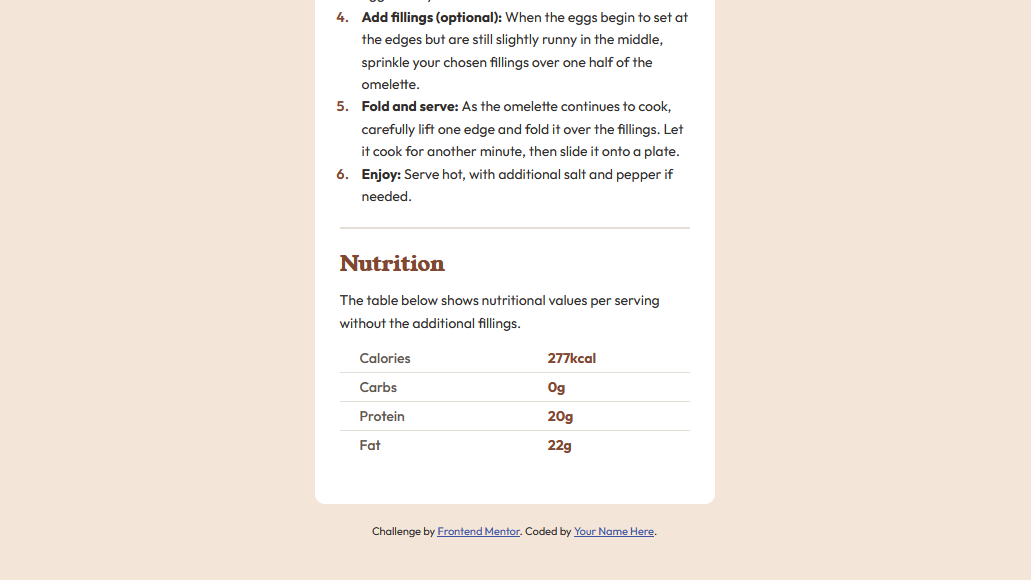 4. Add fillings (optional): When the eggs begin to set at
the edges but are still slightly runny in the middle,
sprinkle your chosen fillings over one half of the
omelette.
5. Fold and serve: As the omelette continues to cook,
carefully lift one edge and fold it over the fillings. Let
it cook for another minute, then slide it onto a plate.
6. Enjoy: Serve hot, with additional salt and pepper if
needed.
Nutrition
The table below shows nutritional values per serving
without the additional fillings.
Calories 277kcal
Carbs 0g
Protein 20g
Fat 22g
Challenge by Frontend Mentor. Coded by Your Name Here.